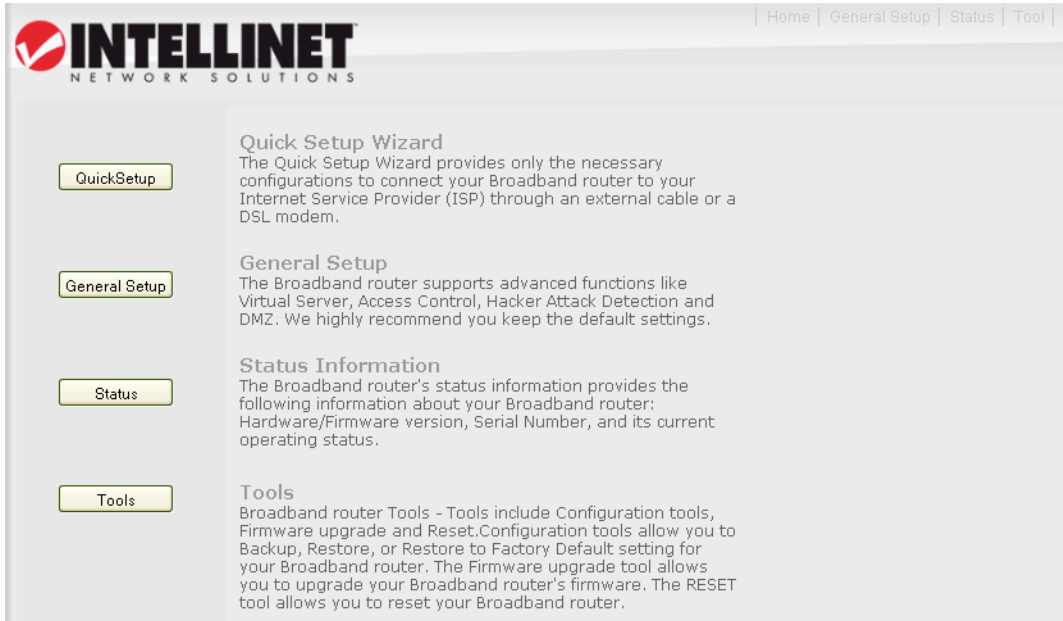 | Home | General Setup | Status | Tool |
INTELLINET
NETWORK SOLUTIONS
QuickSetup
Quick Setup Wizard
The Quick Setup Wizard provides only the necessary
configurations to connect your Broadband router to your
Internet Service Provider (ISP) through an external cable or a
DSL modem.
General Setup
General Setup
The Broadband router supports advanced functions like
Virtual Server, Access Control, Hacker Attack Detection and
DMZ. We highly recommend you keep the default settings.
Status
Status Information
The Broadband router's status information provides the
following information about your Broadband router:
Hardware/Firmware version, Serial Number, and its current
operating status.
Tools
Tools
Broadband router Tools - Tools include Configuration tools,
Firmware upgrade and Reset.Configuration tools allow you to
Backup, Restore, or Restore to Factory Default setting for
your Broadband router. The Firmware upgrade tool allows
you to upgrade your Broadband router's firmware. The RESET
tool allows you to reset your Broadband router.